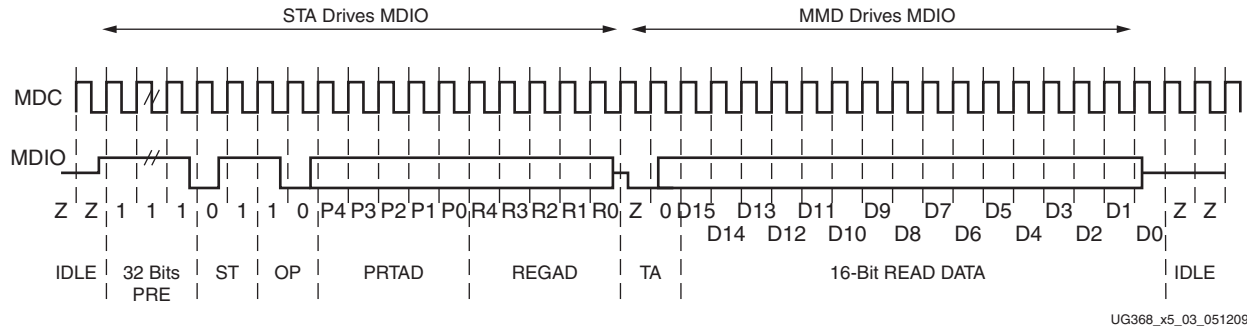 STA Drives MDIO MMD Drives MDIO
MDC
MDIO
Z Z 1 1 1 0 1 1 0 P4 P3 P2 P1 P0 R4 R3 R2 R1 R0 Z 0 D15 D13 D11 D9 D7 D5 D3 D1 Z Z
D14 D12 D10 D8 D6 D4 D2 D0
IDLE 32 Bits ST OP PRTAD REGAD TA 16-Bit READ DATA IDLE
PRE
UG368_x5_03_051209